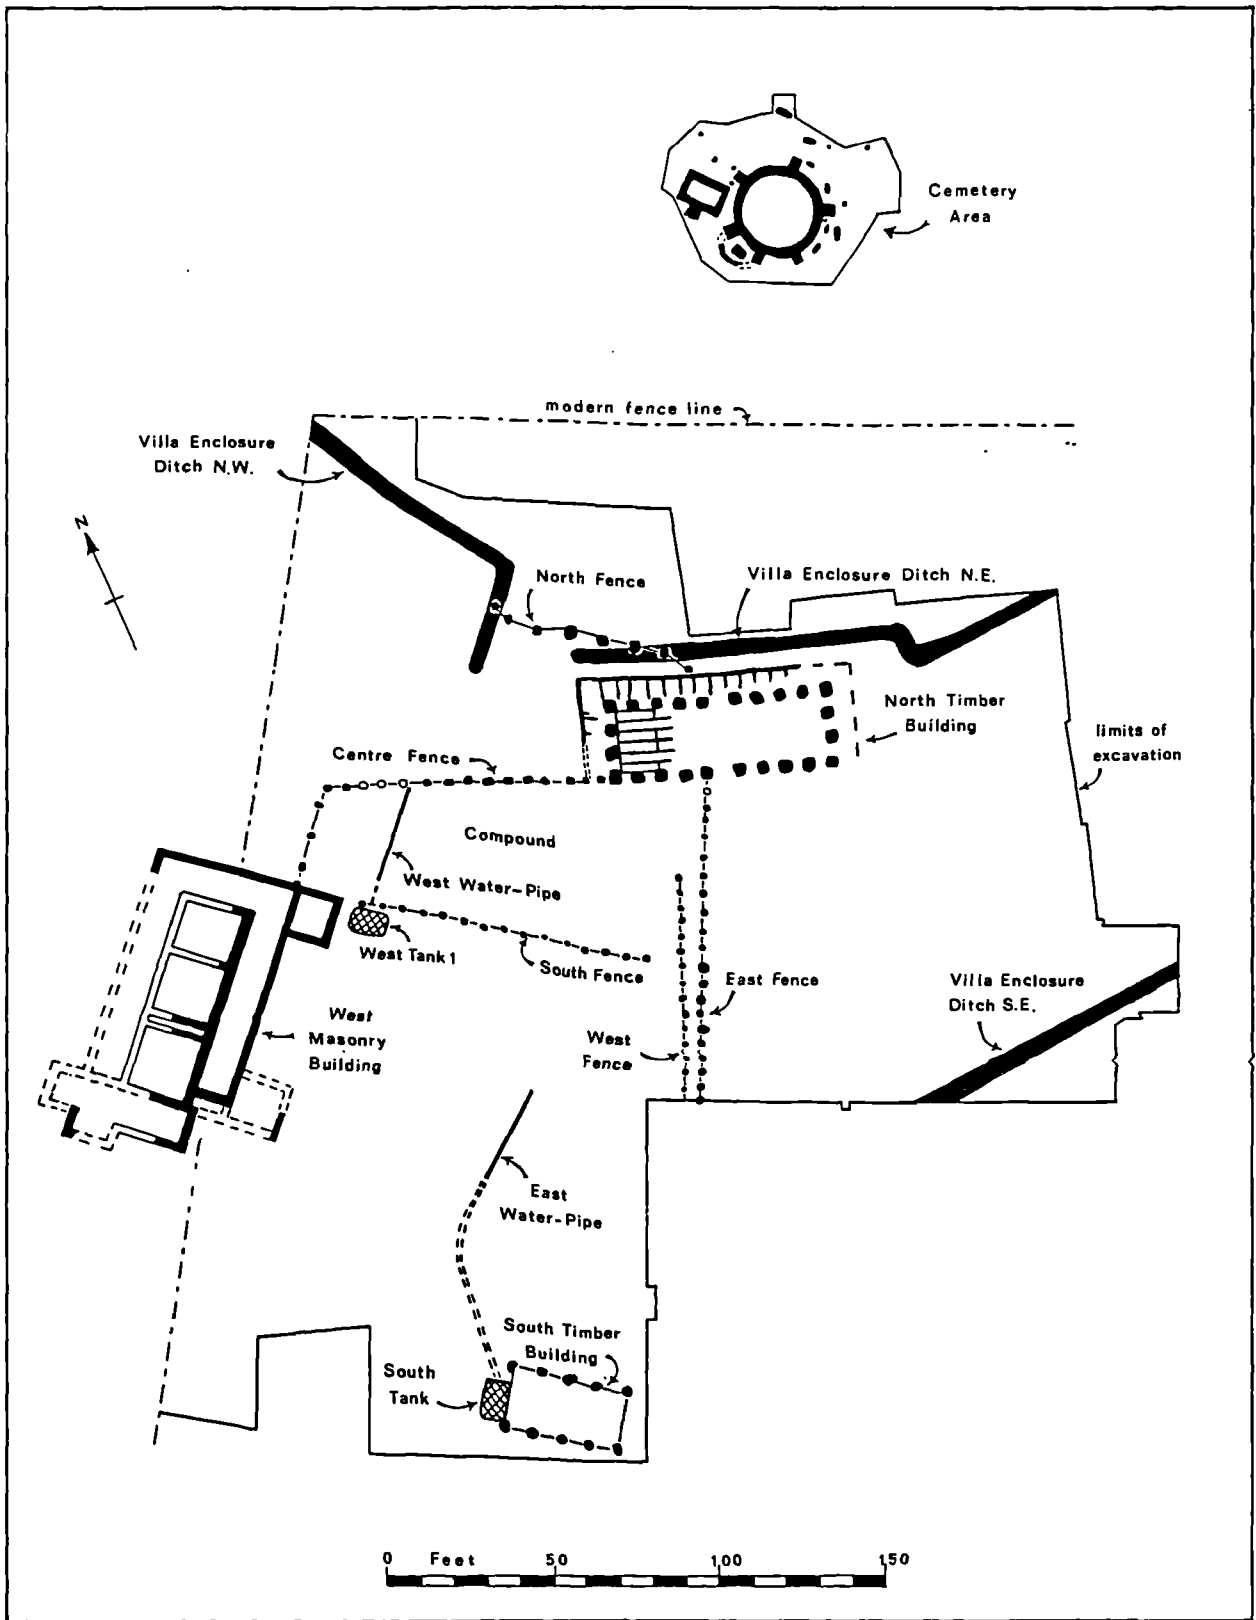 Cemetery
Area
modern fence line
Villa Enclosure
Ditch N.W.
N
North Fence
Villa Enclosure Ditch N.E.
North Timber
Building
limits of
excavation
Centre Fence
Compound
West Water-Pipe
West Tank 1
South Fence
East Fence
Villa Enclosure
Ditch S.E.
West
Masonry
Building
West
Fence
East
Water-Pipe
South Timber
Building
South
Tank
0 Feet 50 100 150